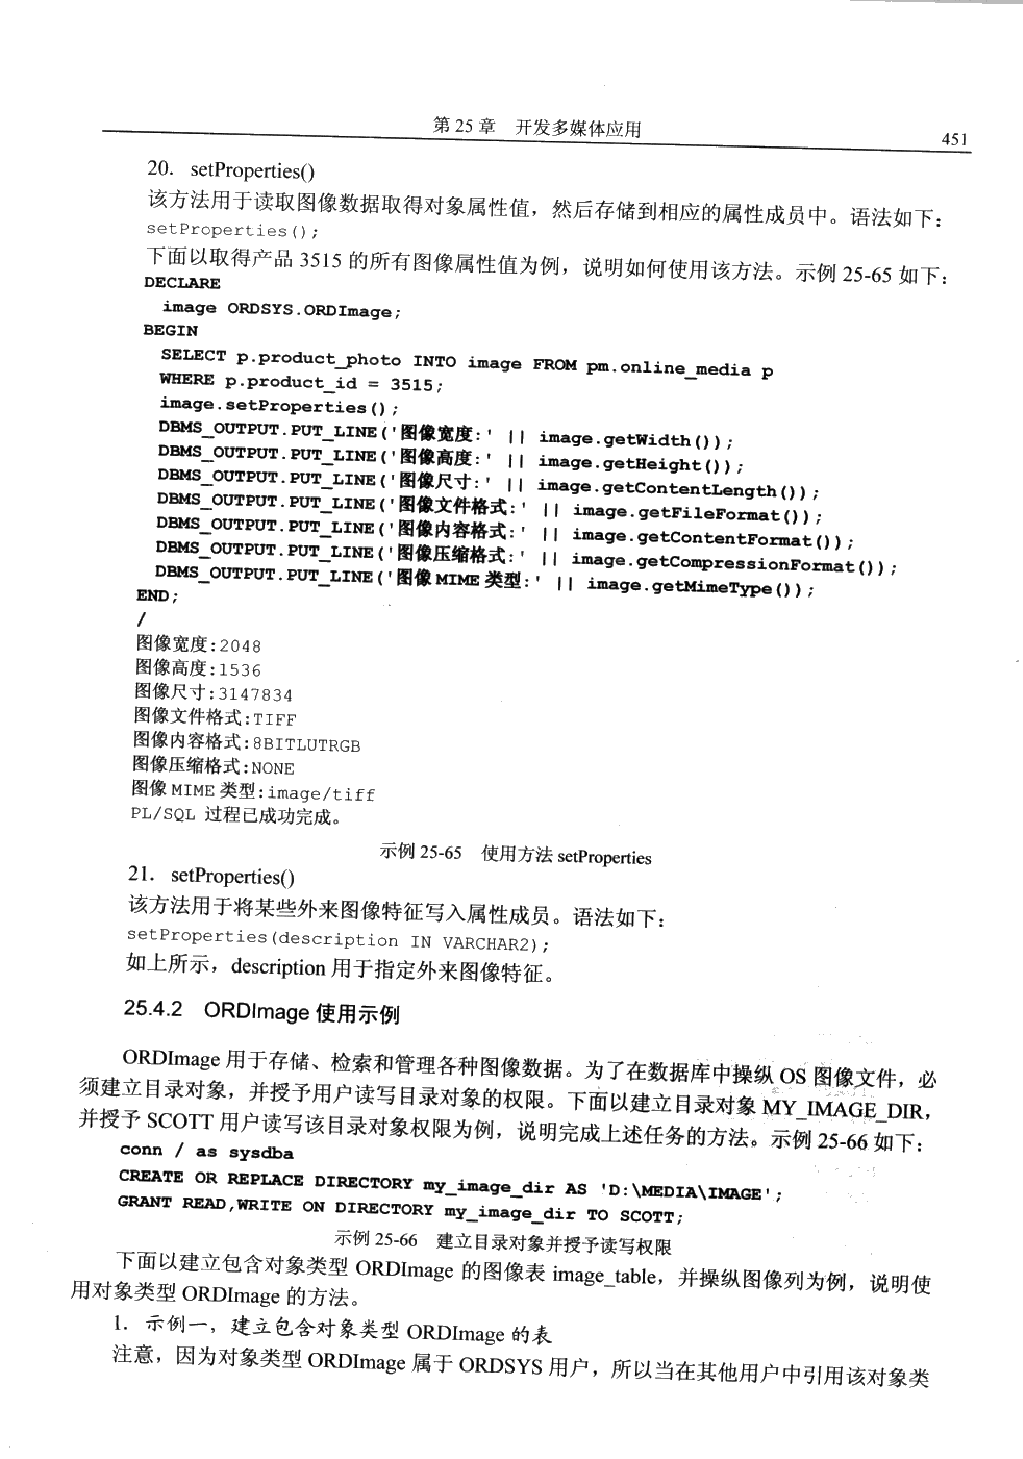 第 25 章 开发多媒体应用
451
20. setProperties()
该方法用于读取图像数据取得对象属性值，然后存储到相应的属性成员中。语法如下：
setProperties();
下面以取得产品 3515 的所有图像属性值为例，说明如何使用该方法。示例 25-65 如下：
DECLARE
image ORDSYS.ORDImage;
BEGIN
SELECT p.product_photo INTO image FROM pm.online_media p
WHERE p.product_id = 3515;
image.setProperties();
DBMS_OUTPUT.PUT_LINE('图像宽度:' || image.getWidth());
DBMS_OUTPUT.PUT_LINE('图像高度:' || image.getHeight());
DBMS_OUTPUT.PUT_LINE('图像尺寸:' || image.getContentLength());
DBMS_OUTPUT.PUT_LINE('图像文件格式:' || image.getFileFormat());
DBMS_OUTPUT.PUT_LINE('图像内容格式:' || image.getContentFormat());
DBMS_OUTPUT.PUT_LINE('图像压缩格式:' || image.getCompressionFormat());
DBMS_OUTPUT.PUT_LINE('图像 MIME 类型:' || image.getMimeType());
END;
/
图像宽度:2048
图像高度:1536
图像尺寸:3147834
图像文件格式:TIFF
图像内容格式:8BITLUTRGB
图像压缩格式:NONE
图像 MIME 类型:image/tiff
PL/SQL 过程已成功完成。
示例 25-65 使用方法 setProperties
21. setProperties()
该方法用于将某些外来图像特征写入属性成员。语法如下：
setProperties(description IN VARCHAR2);
如上所示，description 用于指定外来图像特征。
25.4.2 ORDImage 使用示例
ORDImage 用于存储、检索和管理各种图像数据。为了在数据库中操纵 OS 图像文件，必
须建立目录对象，并授予用户读写目录对象的权限。下面以建立目录对象 MY_IMAGE_DIR，
并授予 SCOTT 用户读写该目录对象权限为例，说明完成上述任务的方法。示例 25-66 如下：
conn / as sysdba
CREATE OR REPLACE DIRECTORY my_image_dir AS 'D:\MEDIA\IMAGE';
GRANT READ,WRITE ON DIRECTORY my_image_dir TO SCOTT;
示例 25-66 建立目录对象并授予读写权限
下面以建立包含对象类型 ORDImage 的图像表 image_table，并操纵图像列为例，说明使
用对象类型 ORDImage 的方法。
1. 示例一，建立包含对象类型 ORDImage 的表
注意，因为对象类型 ORDImage 属于 ORDSYS 用户，所以当在其他用户中引用该对象类